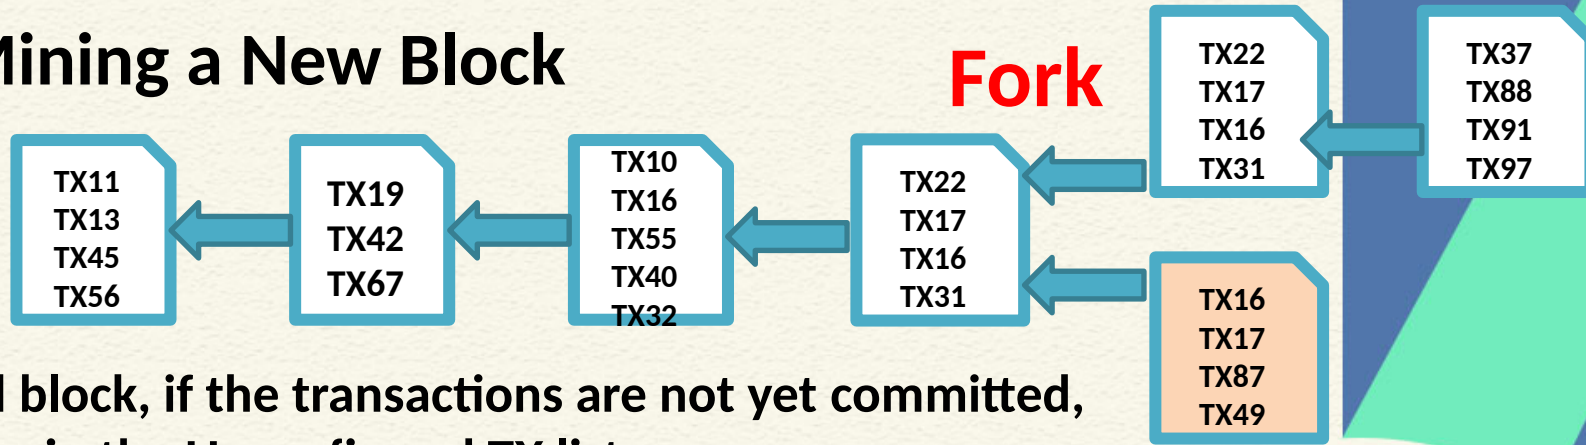 Mining a New Block
Fork
TX11
TX13
TX45
TX56
TX19
TX42
TX67
TX10
TX16
TX55
TX40
TX32
TX22
TX17
TX16
TX31
TX22
TX17
TX16
TX31
TX37
TX88
TX91
TX97
TX16
TX17
TX87
TX49
block, if the transactions are not yet committed,